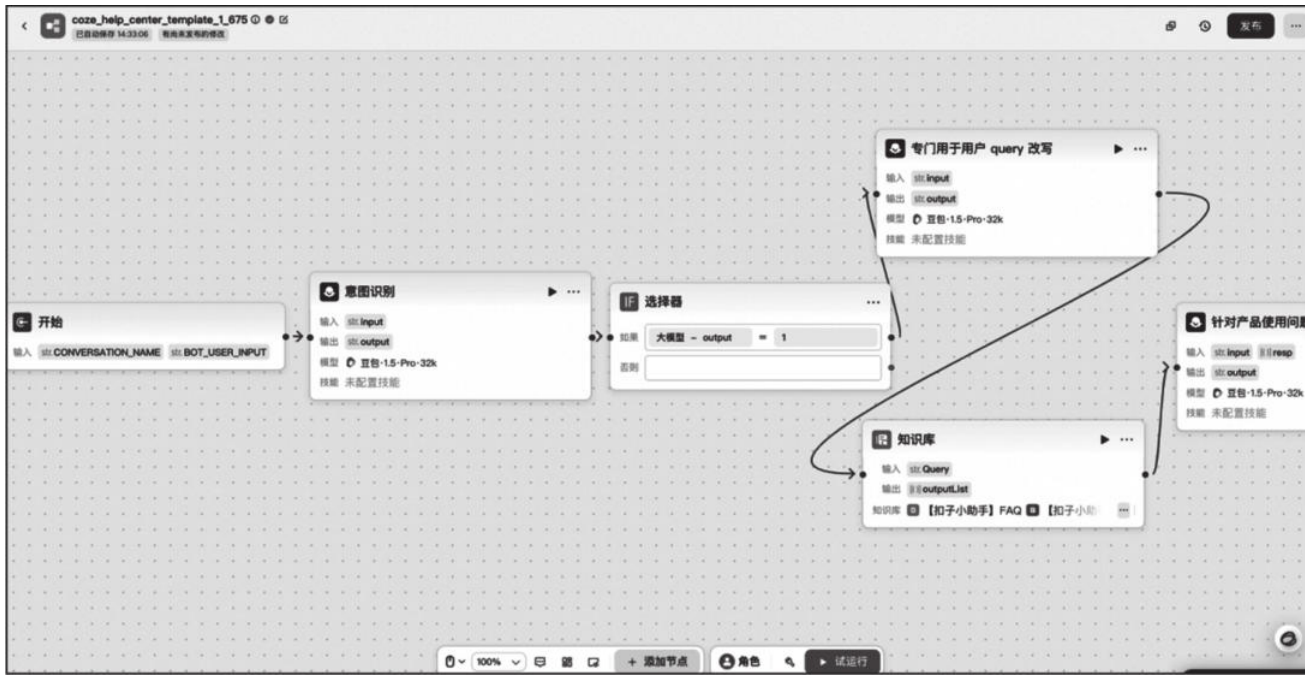 coze_help_center_template_1_675
已自动保存 14:33:06 有尚未发布的修改
发布
开始
输入 str.CONVERSATION_NAME str.BOT_USER_INPUT
意图识别
输入 str.input
输出 str.output
模型 豆包·1.5·Pro·32k
技能 未配置技能
IF 选择器
如果 大模型 - output = 1
否则
专门用于用户 query 改写
输入 str.input
输出 str.output
模型 豆包·1.5·Pro·32k
技能 未配置技能
知识库
输入 str.Query
输出 outputList
知识库 【扣子小助手】FAQ 【扣子小助
针对产品使用问题
输入 str.input resp
输出 str.output
模型 豆包·1.5·Pro·32k
技能 未配置技能
100% + 添加节点 角色 试运行